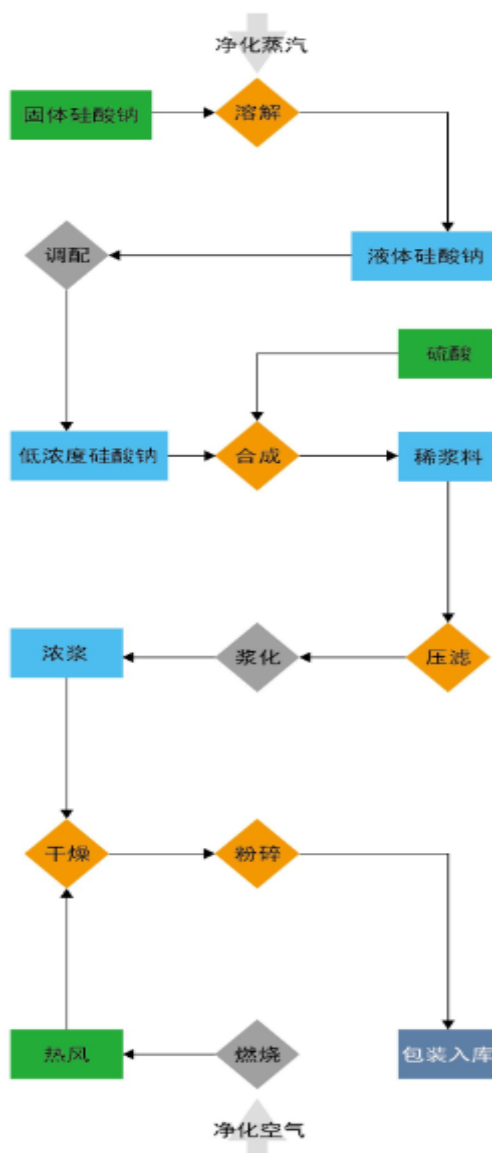 净化蒸汽
固体硅酸钠
溶解
调配
液体硅酸钠
硫酸
低浓度硅酸钠
合成
稀浆料
浓浆
浆化
压滤
干燥
粉碎
热风
燃烧
包装入库
净化空气